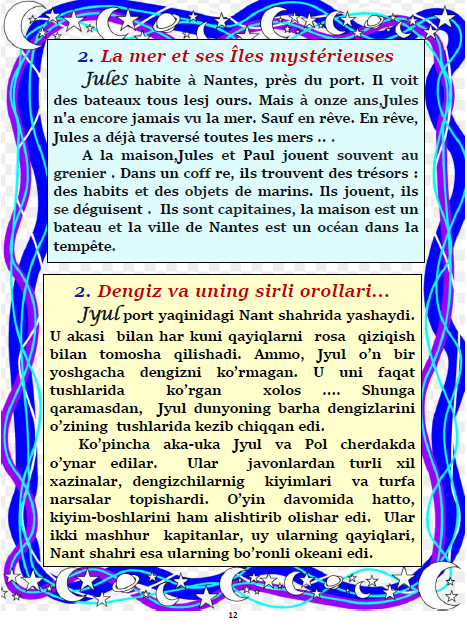 2. La mer et ses Îles mystérieuses
Jules habite à Nantes, près du port. Il voit
des bateaux tous lesj ours. Mais à onze ans,Jules
n'a encore jamais vu la mer. Sauf en rêve. En rêve,
Jules a déjà traversé toutes les mers .. .
A la maison,Jules et Paul jouent souvent au
grenier . Dans un coff re, ils trouvent des trésors :
des habits et des objets de marins. Ils jouent, ils
se déguisent . Ils sont capitaines, la maison est un
bateau et la ville de Nantes est un océan dans la
tempête.
2. Dengiz va uning sirli orollari...
Jyul port yaqinidagi Nant shahrida yashaydi.
U akasi bilan har kuni qayiqlarni rosa qiziqish
bilan tomosha qilishadi. Ammo, Jyul o’n bir
yoshgacha dengizni ko’rmagan. U uni faqat
tushlarida ko’rgan xolos .... Shunga
qaramasdan, Jyul dunyoning barha dengizlarini
o’zining tushlarida kezib chiqqan edi.
Ko’pincha aka-uka Jyul va Pol cherdakda
o’ynar edilar. Ular javonlardan turli xil
xazinalar, dengizchilarnig kiyimlari va turfa
narsalar topishardi. O’yin davomida hatto,
kiyim-boshlarini ham alishtirib olishar edi. Ular
ikki mashhur kapitanlar, uy ularning qayiqlari,
Nant shahri esa ularning bo’ronli okeani edi.
12